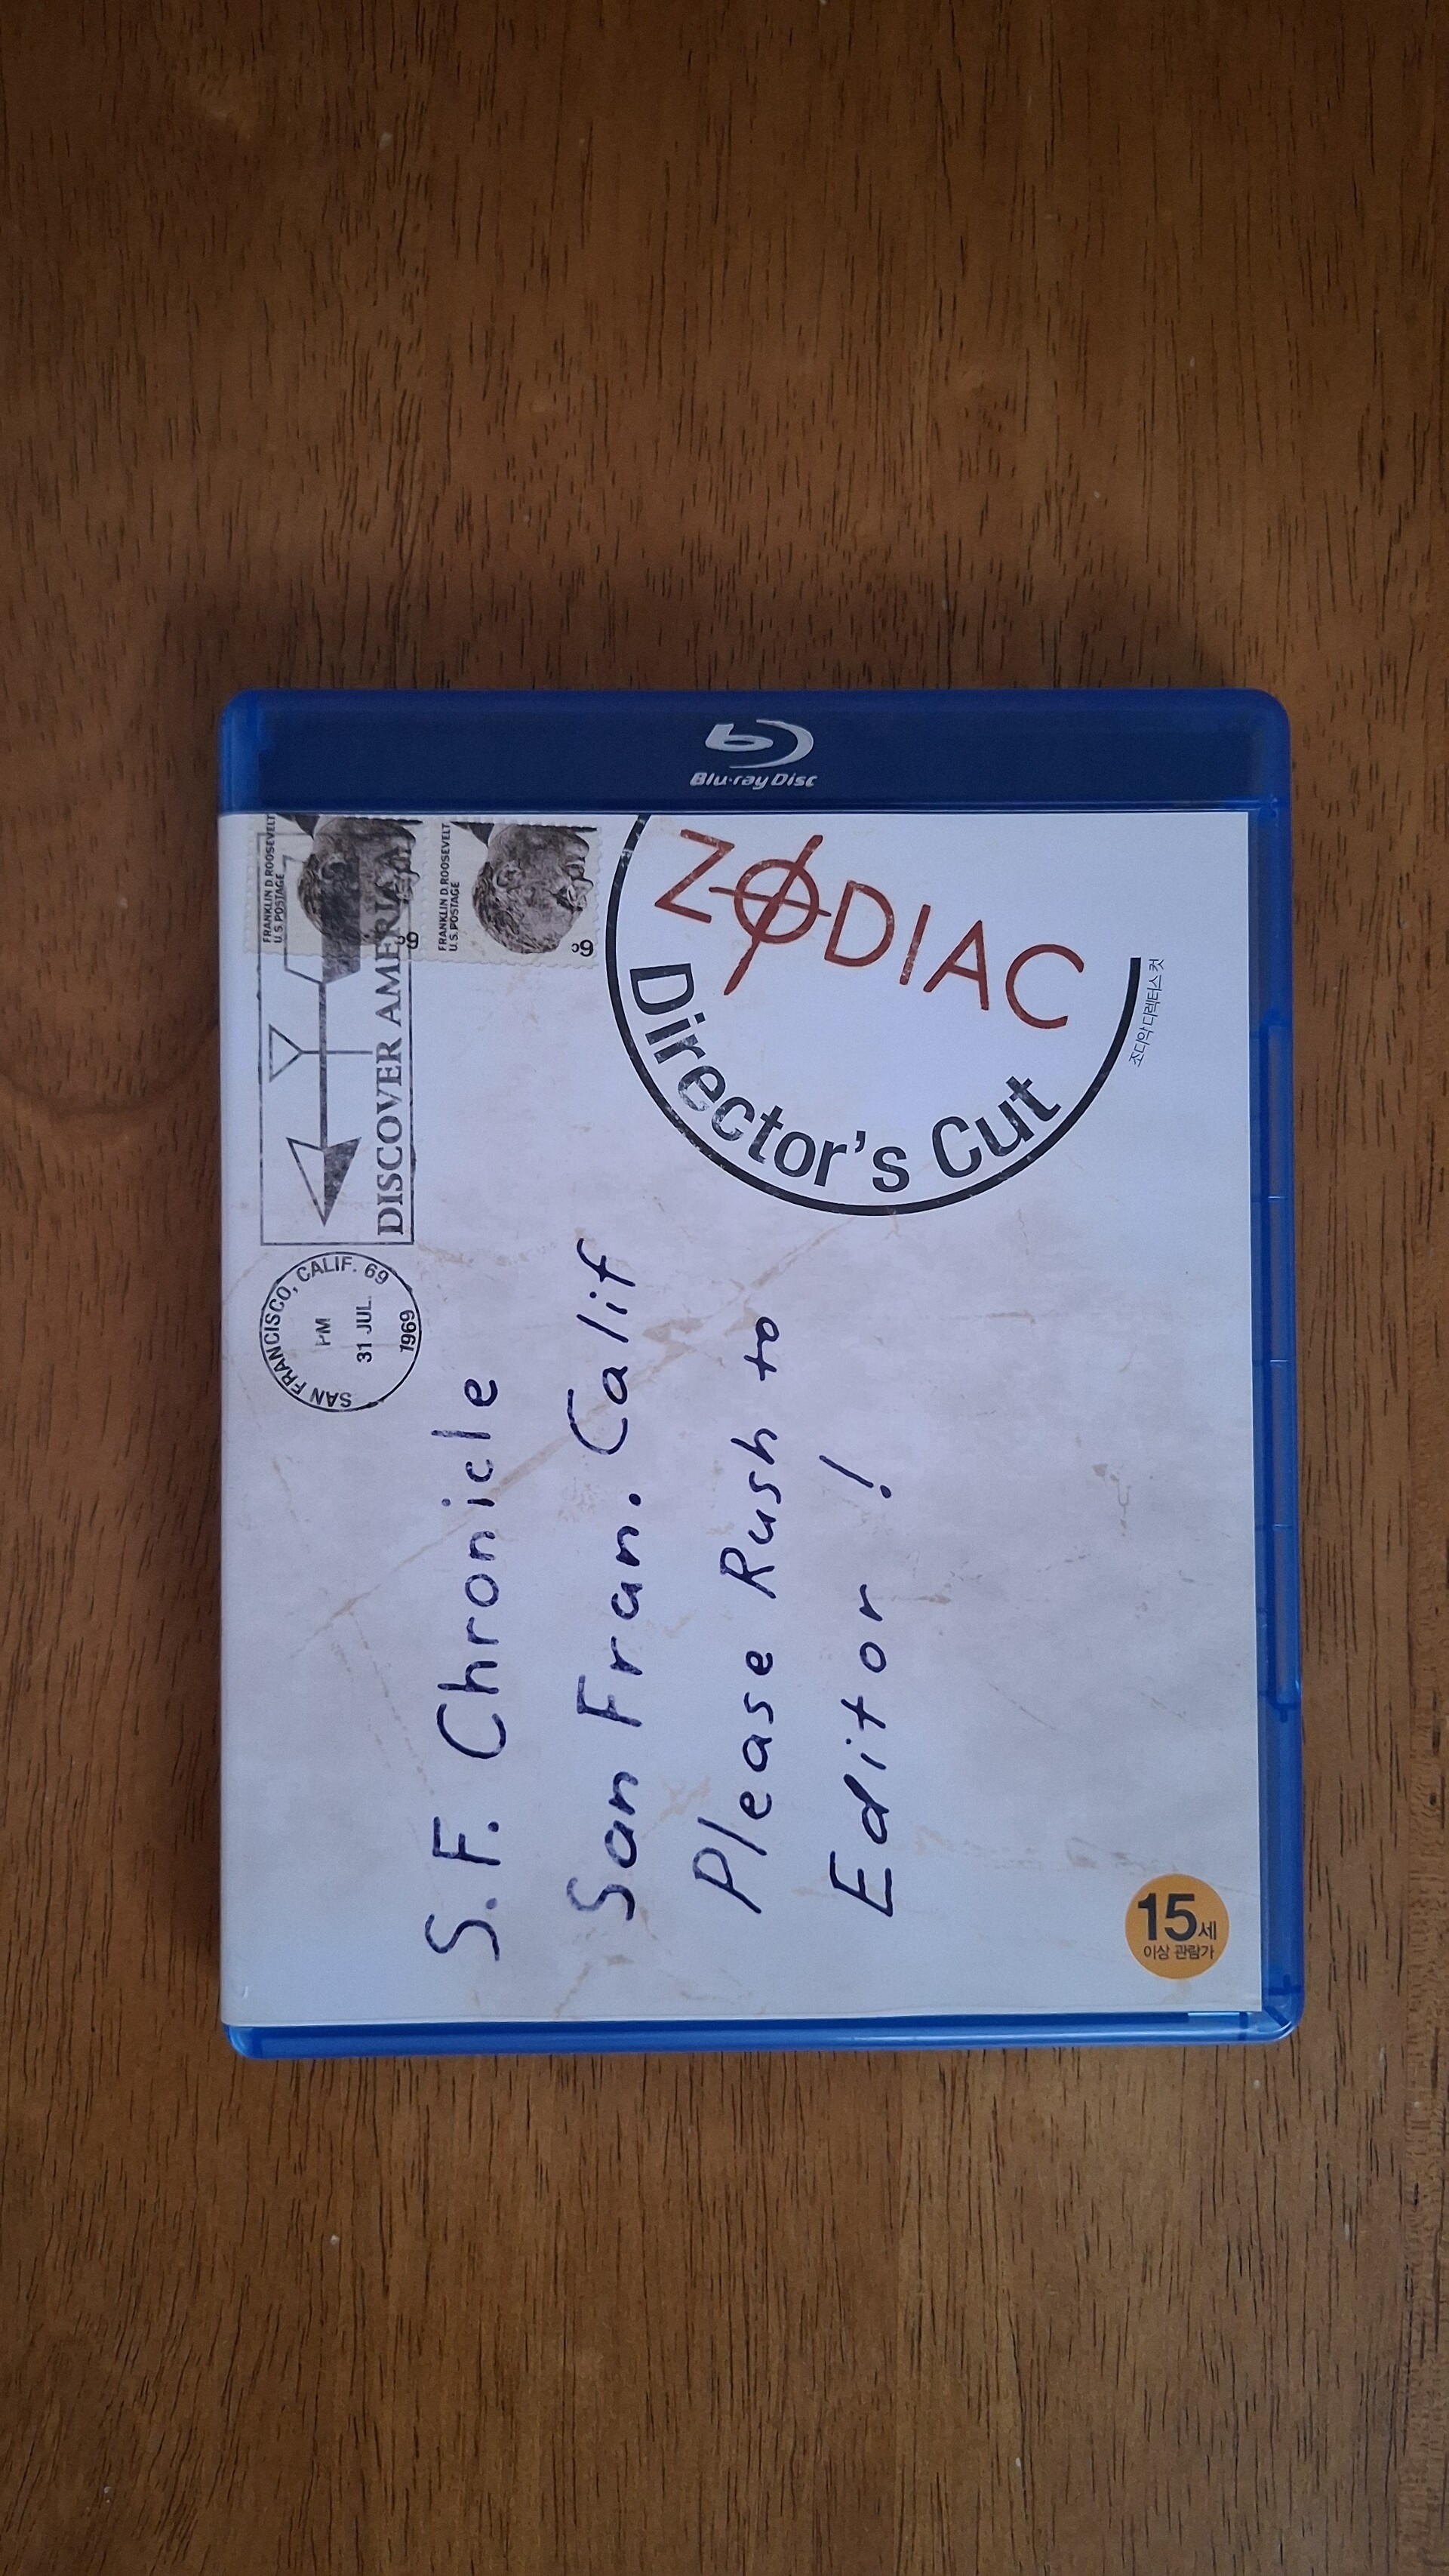 Blu-ray Disc
ZODIAC
Director's Cut
조디악 디렉터스 컷
FRANKLIN D. ROOSEVELT
U.S. POSTAGE
6¢
FRANKLIN D. ROOSEVELT
U.S. POSTAGE
6¢
DISCOVER AMERICA
SAN FRANCISCO, CALIF. 69
PM
31 JUL.
1969
S.F. Chronicle
San Fran. Calif
Please Rush to
Editor!
15세
이상 관람가